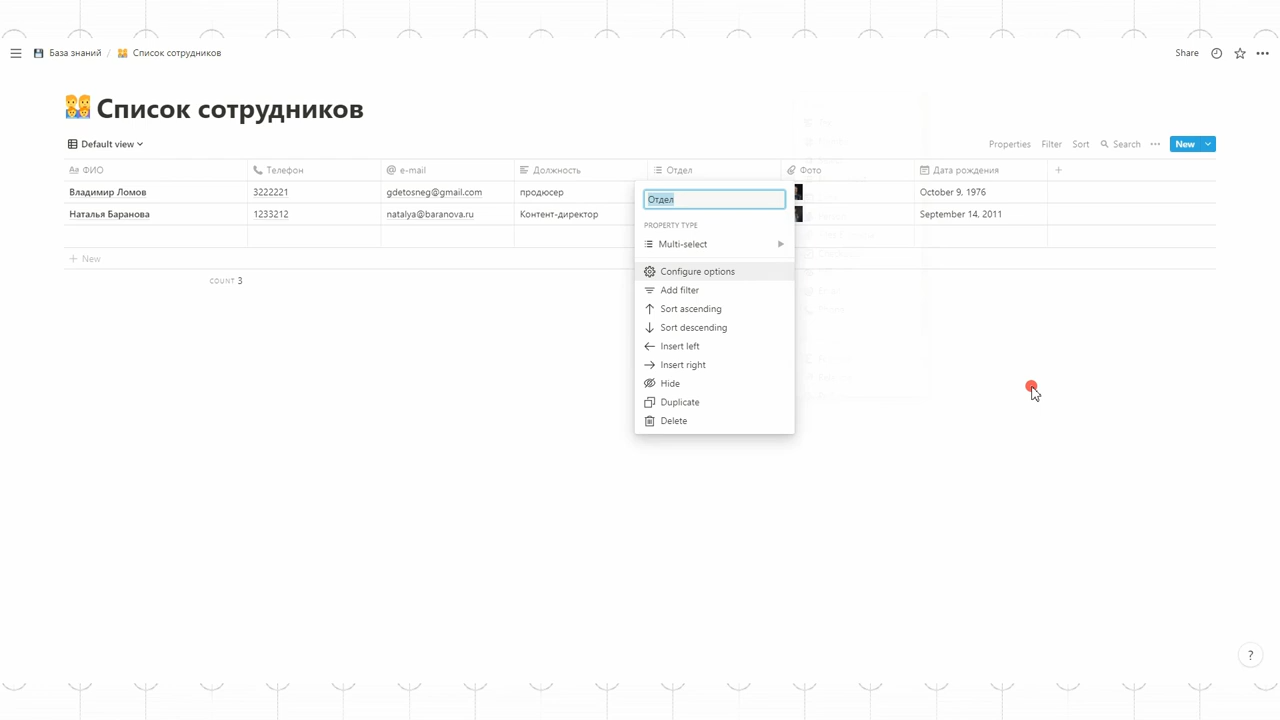 База знаний / Список сотрудников
Share
Список сотрудников
Default view
Properties Filter Sort Search New
ФИО Телефон e-mail Должность Отдел Фото Дата рождения
Владимир Ломов 3222221 gdetosneg@gmail.com продюсер October 9, 1976
Наталья Баранова 1233212 natalya@baranova.ru Контент-директор September 14, 2011
+ New
COUNT 3
Отдел
PROPERTY TYPE
Multi-select
Configure options
Add filter
Sort ascending
Sort descending
Insert left
Insert right
Hide
Duplicate
Delete
?